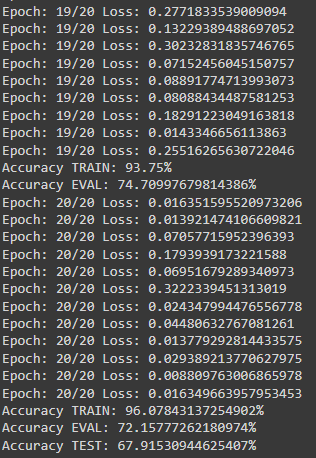 Epoch: 19/20 Loss: 0.2771833539009094
Epoch: 19/20 Loss: 0.13229389488697052
Epoch: 19/20 Loss: 0.30232831835746765
Epoch: 19/20 Loss: 0.07152456045150757
Epoch: 19/20 Loss: 0.08891774713993073
Epoch: 19/20 Loss: 0.08088434487581253
Epoch: 19/20 Loss: 0.18291223049163818
Epoch: 19/20 Loss: 0.0143346656113863
Epoch: 19/20 Loss: 0.25516265630722046
Accuracy TRAIN: 93.75%
Accuracy EVAL: 74.70997679814386%
Epoch: 20/20 Loss: 0.016351595520973206
Epoch: 20/20 Loss: 0.013921474106609821
Epoch: 20/20 Loss: 0.07057715952396393
Epoch: 20/20 Loss: 0.1793939173221588
Epoch: 20/20 Loss: 0.06951679289340973
Epoch: 20/20 Loss: 0.3222339451313019
Epoch: 20/20 Loss: 0.024347994476556778
Epoch: 20/20 Loss: 0.04480632767081261
Epoch: 20/20 Loss: 0.013779292814433575
Epoch: 20/20 Loss: 0.029389213770627975
Epoch: 20/20 Loss: 0.008809763006865978
Epoch: 20/20 Loss: 0.016349663957953453
Accuracy TRAIN: 96.07843137254902%
Accuracy EVAL: 72.15777262180974%
Accuracy TEST: 67.91530944625407%